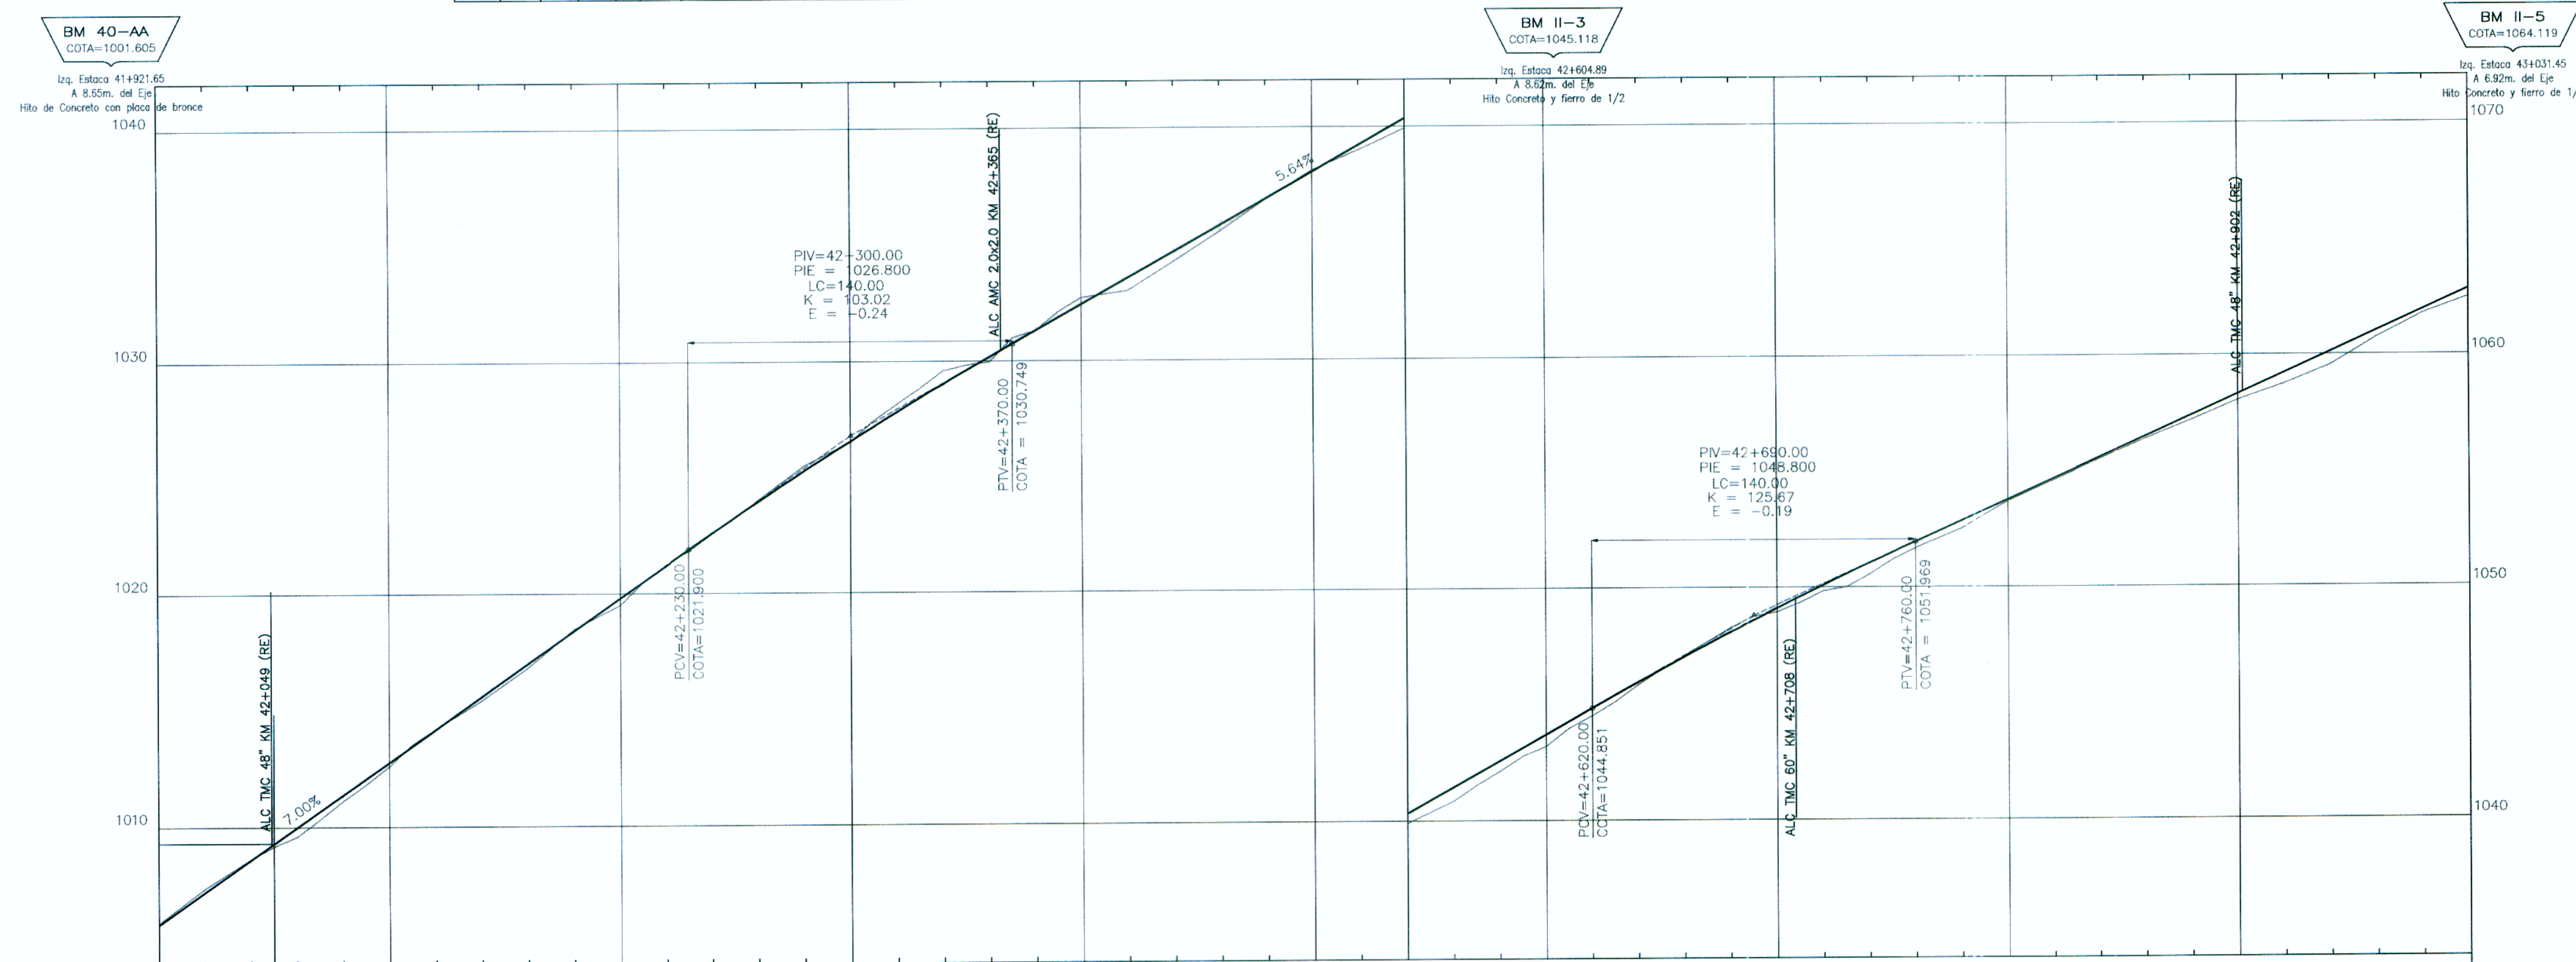 BM 40-AA
COTA=1001.605
Izq. Estaca 41+921.65
A 8.65m. del Eje
Hito de Concreto con placa de bronce
BM II-3
COTA=1045.118
Izq. Estaca 42+604.89
A 8.62m. del Eje
Hito Concreto y fierro de 1/2
BM II-5
COTA=1064.119
Izq. Estaca 43+031.45
A 6.92m. del Eje
Hito Concreto y fierro de 1/
1040
1030
1020
1010
ALC TMC 48" KM 42+049 (RE)
7.00%
PCV=42+230.00
COTA=1021.900
PIV=42+300.00
PIE = 1026.800
LC=140.00
K = 103.02
E = -0.24
ALC AMC 2.0x2.0 KM 42+365 (RE)
PTV=42+370.00
COTA = 1030.749
5.64%
PCV=42+620.00
COTA=1044.851
PIV=42+690.00
PIE = 1048.800
LC=140.00
K = 125.67
E = -0.19
ALC TMC 60" KM 42+708 (RE)
PTV=42+760.00
COTA = 1051.969
ALC TMC 48" KM 42+902 (RE)
1070
1060
1050
1040